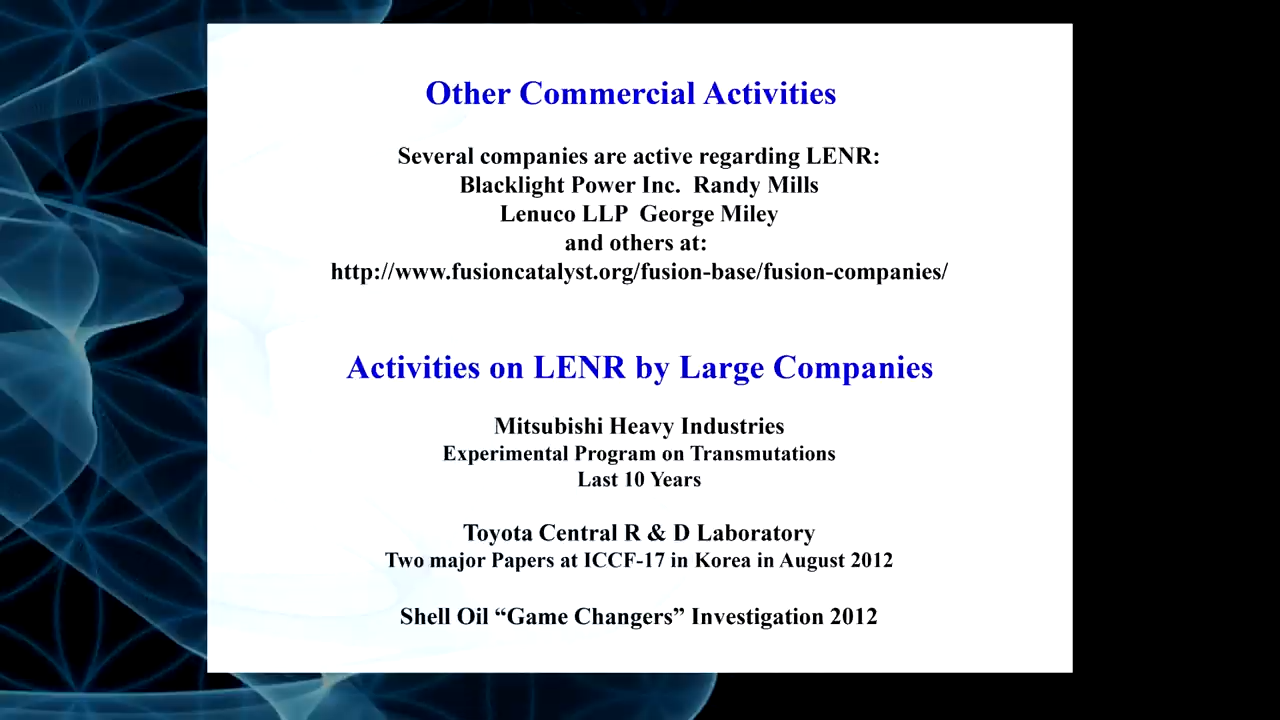 Other Commercial Activities
Several companies are active regarding LENR:
Blacklight Power Inc.  Randy Mills
Lenuco LLP  George Miley
and others at:
http://www.fusioncatalyst.org/fusion-base/fusion-companies/
Activities on LENR by Large Companies
Mitsubishi Heavy Industries
Experimental Program on Transmutations
Last 10 Years
Toyota Central R & D Laboratory
Two major Papers at ICCF-17 in Korea in August 2012
Shell Oil “Game Changers” Investigation 2012